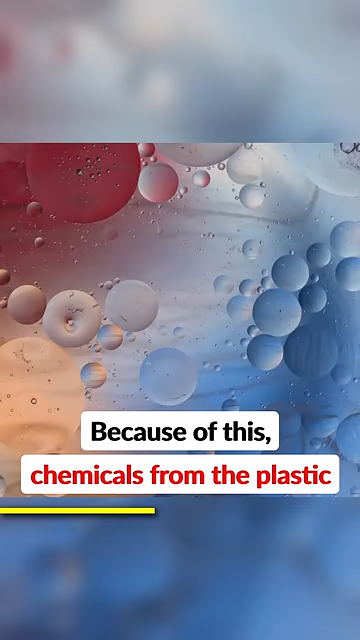 Because of this,
chemicals from the plastic